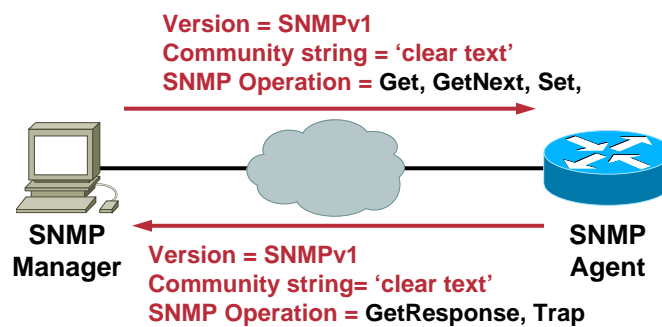 Version = SNMPv1
Community string = ‘clear text’
SNMP Operation = Get, GetNext, Set,
SNMP
Manager
SNMP
Agent
Version = SNMPv1
Community string= ‘clear text’
SNMP Operation = GetResponse, Trap